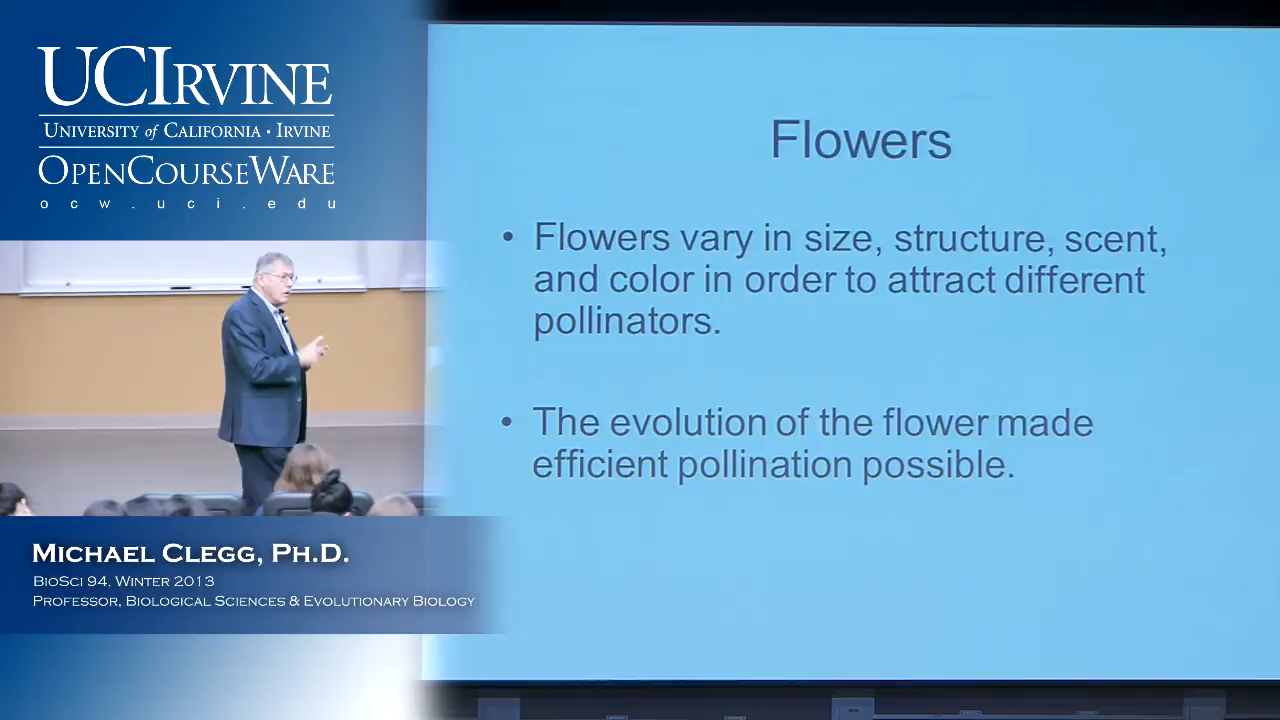 UCIRVINE
UNIVERSITY of CALIFORNIA · IRVINE
OPENCOURSEWARE
ocw.uci.edu
Flowers
• Flowers vary in size, structure, scent,
and color in order to attract different
pollinators.
• The evolution of the flower made
efficient pollination possible.
MICHAEL CLEGG, PH.D.
BIOSCI 94, WINTER 2013
PROFESSOR, BIOLOGICAL SCIENCES & EVOLUTIONARY BIOLOGY